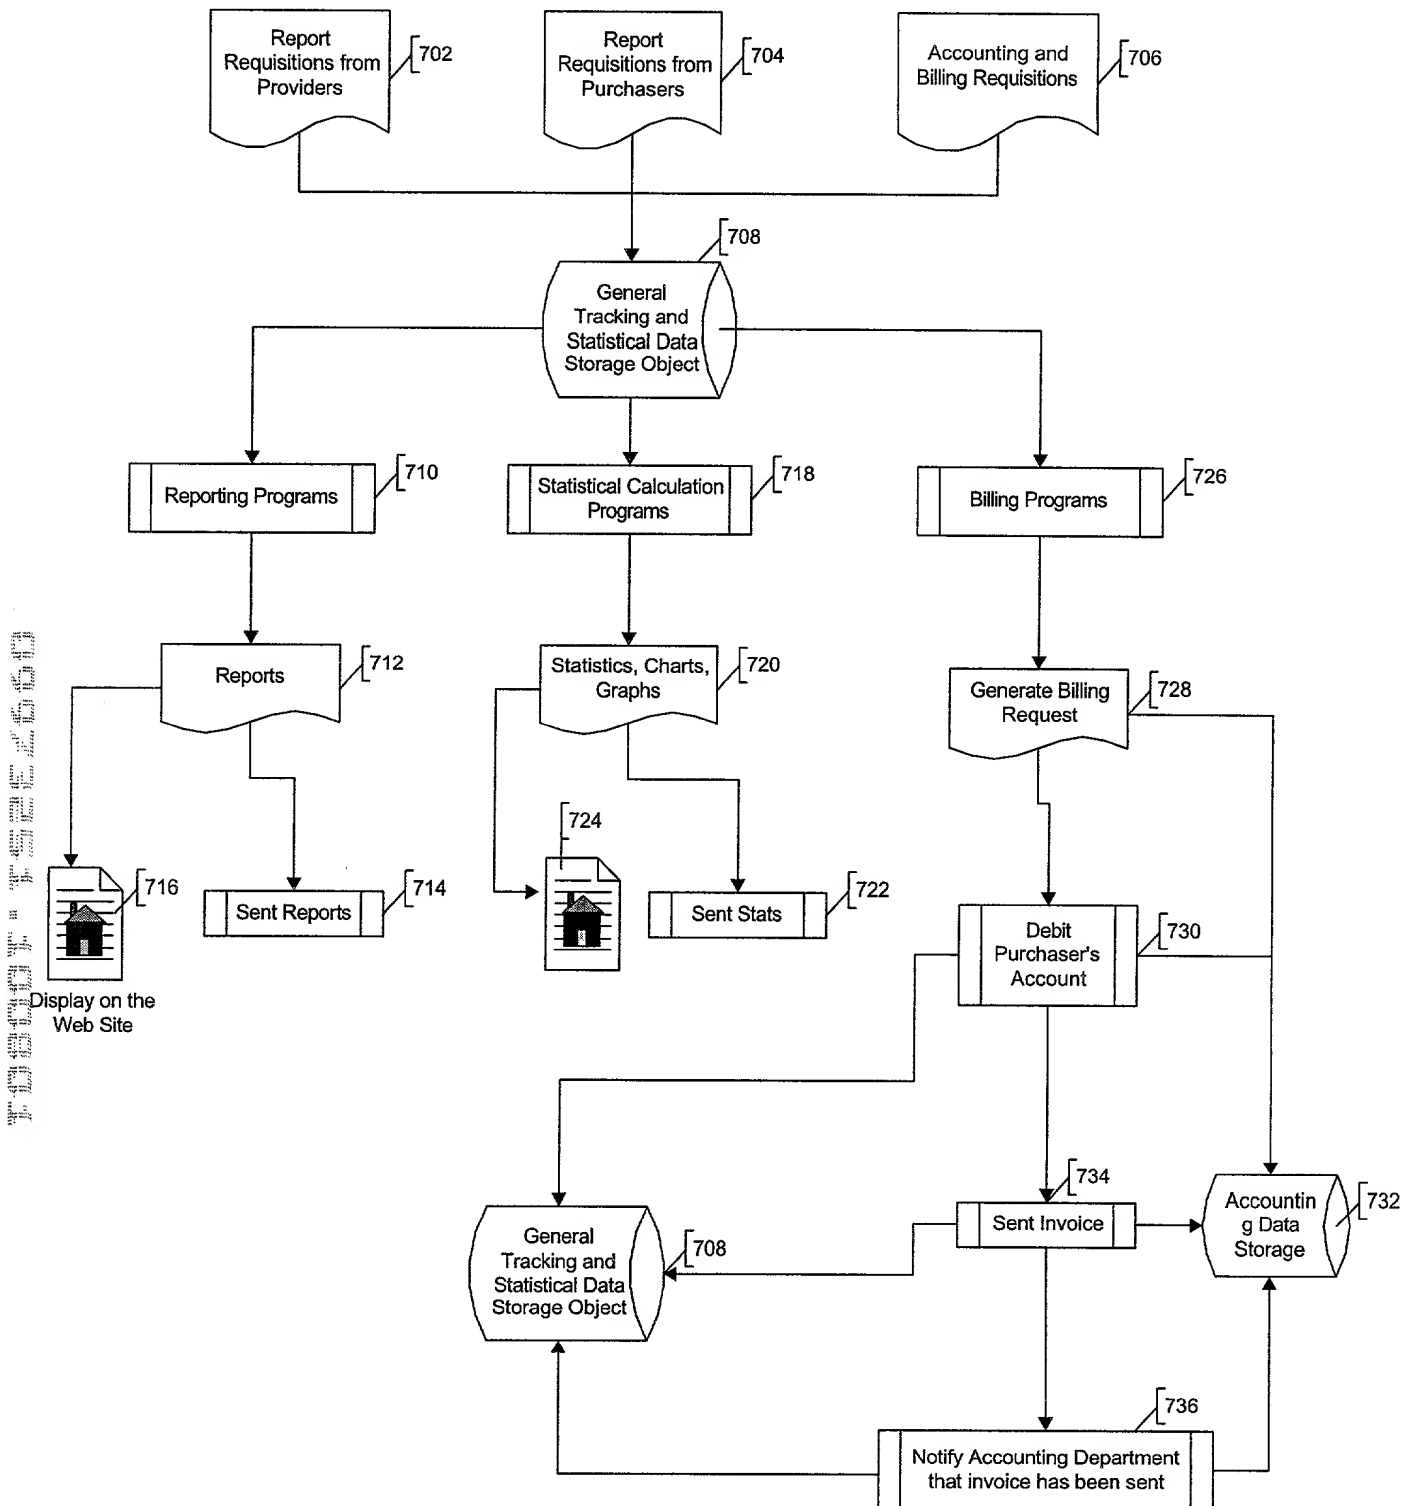 Report
Requisitions from
Providers
702
Report
Requisitions from
Purchasers
704
Accounting and
Billing Requisitions
706
708
General
Tracking and
Statistical Data
Storage Object
Reporting Programs
710
Statistical Calculation
Programs
718
Billing Programs
726
Reports
712
Statistics, Charts,
Graphs
720
Generate Billing
Request
728
724
716
Display on the
Web Site
Sent Reports
714
Sent Stats
722
Debit
Purchaser's
Account
730
734
Sent Invoice
Accountin
g Data
Storage
732
General
Tracking and
Statistical Data
Storage Object
708
736
Notify Accounting Department
that invoice has been sent